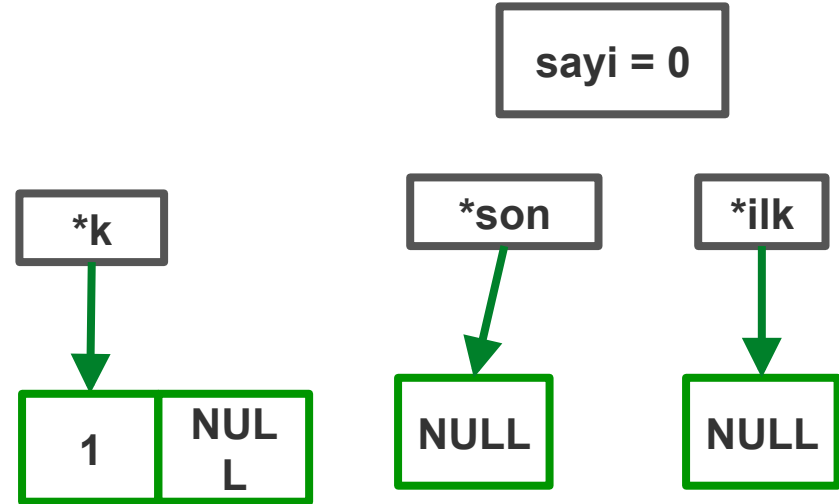 sayi = 0
*k
*son
*ilk
1
NUL
L
NULL
NULL